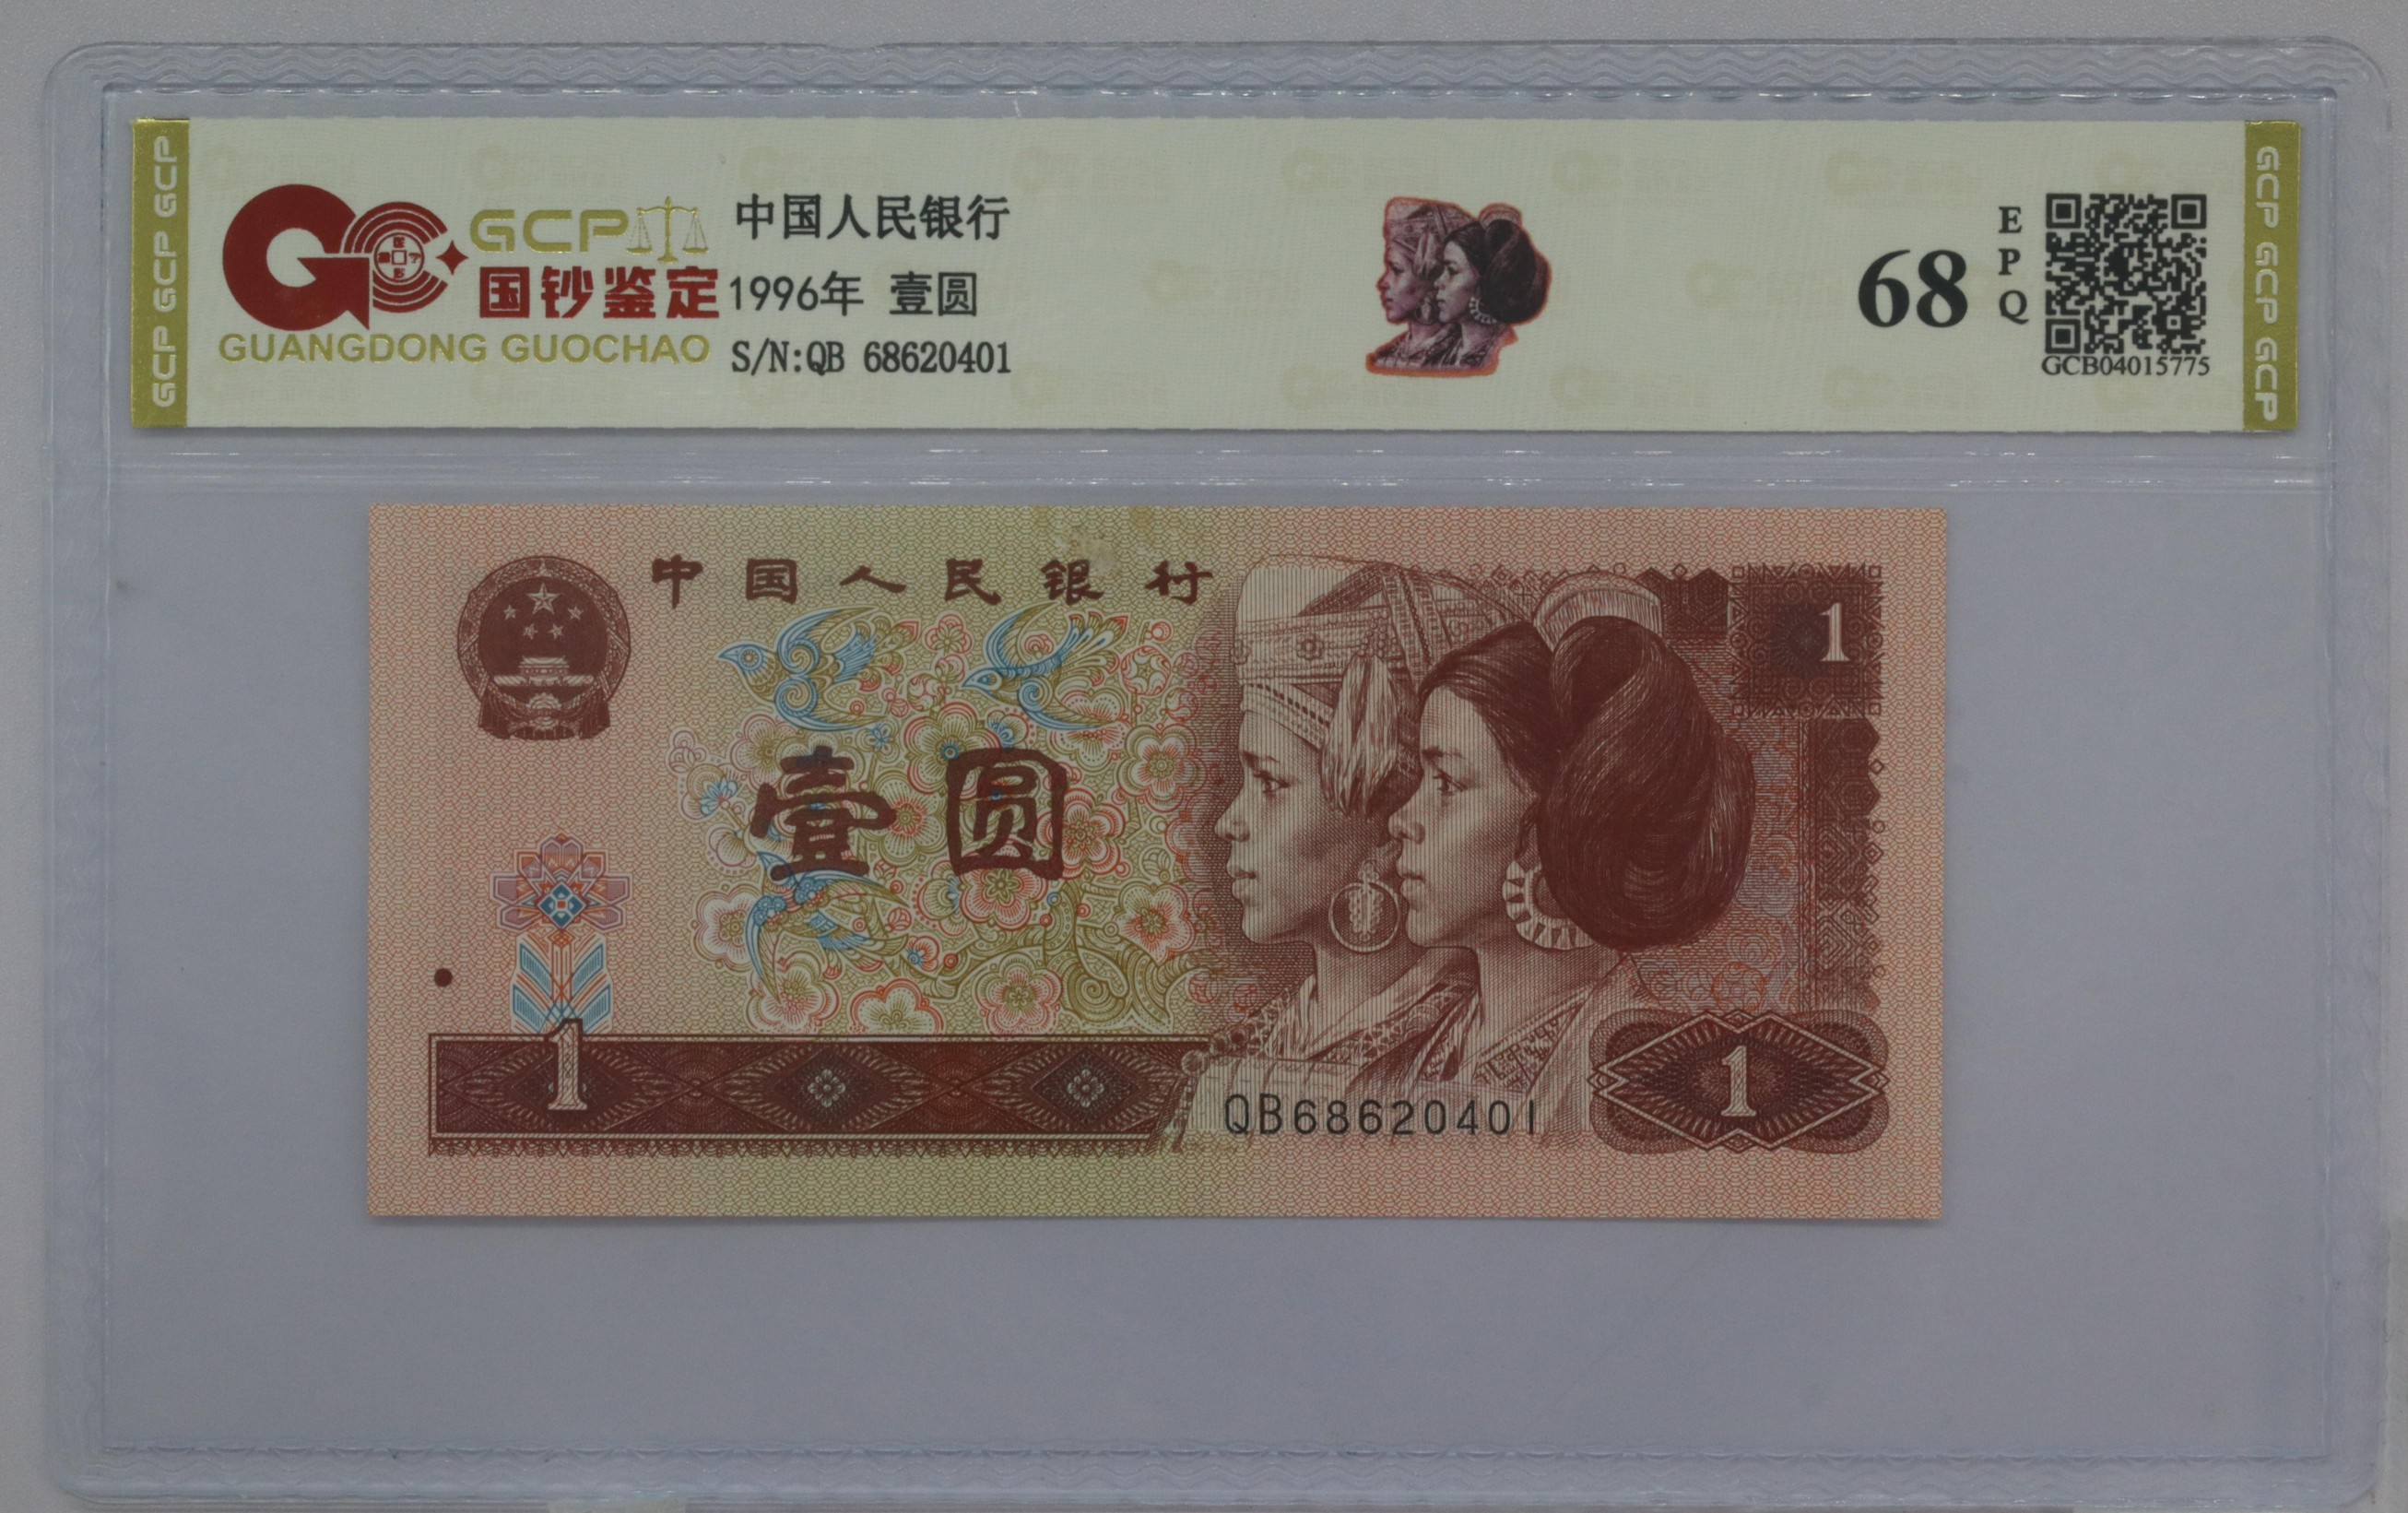 GCP GCP GCP
GCP
国钞鉴定
GUANGDONG GUOCHAO
中国人民银行
1996年 壹圆
S/N:QB 68620401
68
EPQ
GCB04015775
GCP GCP GCP
中国人民银行
1
壹圆
1
QB68620401
1